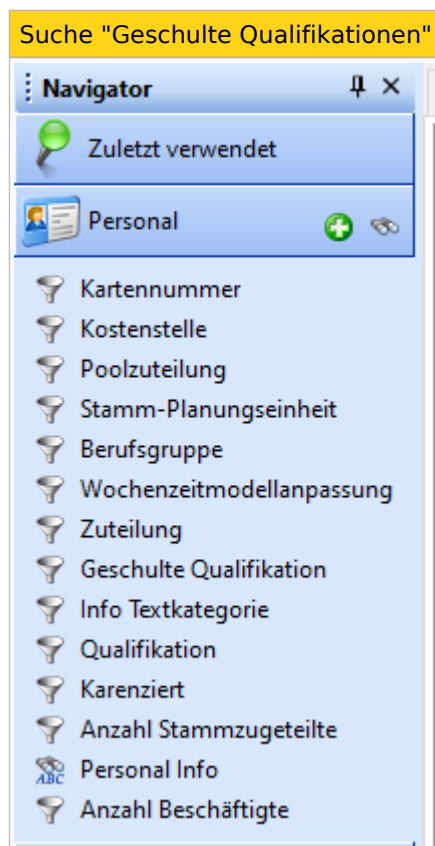 Suche "Geschulte Qualifikationen"
Navigator
Zuletzt verwendet
Personal
Kartennummer
Kostenstelle
Poolzuteilung
Stamm-Planungseinheit
Berufsgruppe
Wochenzeitmodellanpassung
Zuteilung
Geschulte Qualifikation
Info Textkategorie
Qualifikation
Karenziert
Anzahl Stammzugeteilte
ABC Personal Info
Anzahl Beschäftigte